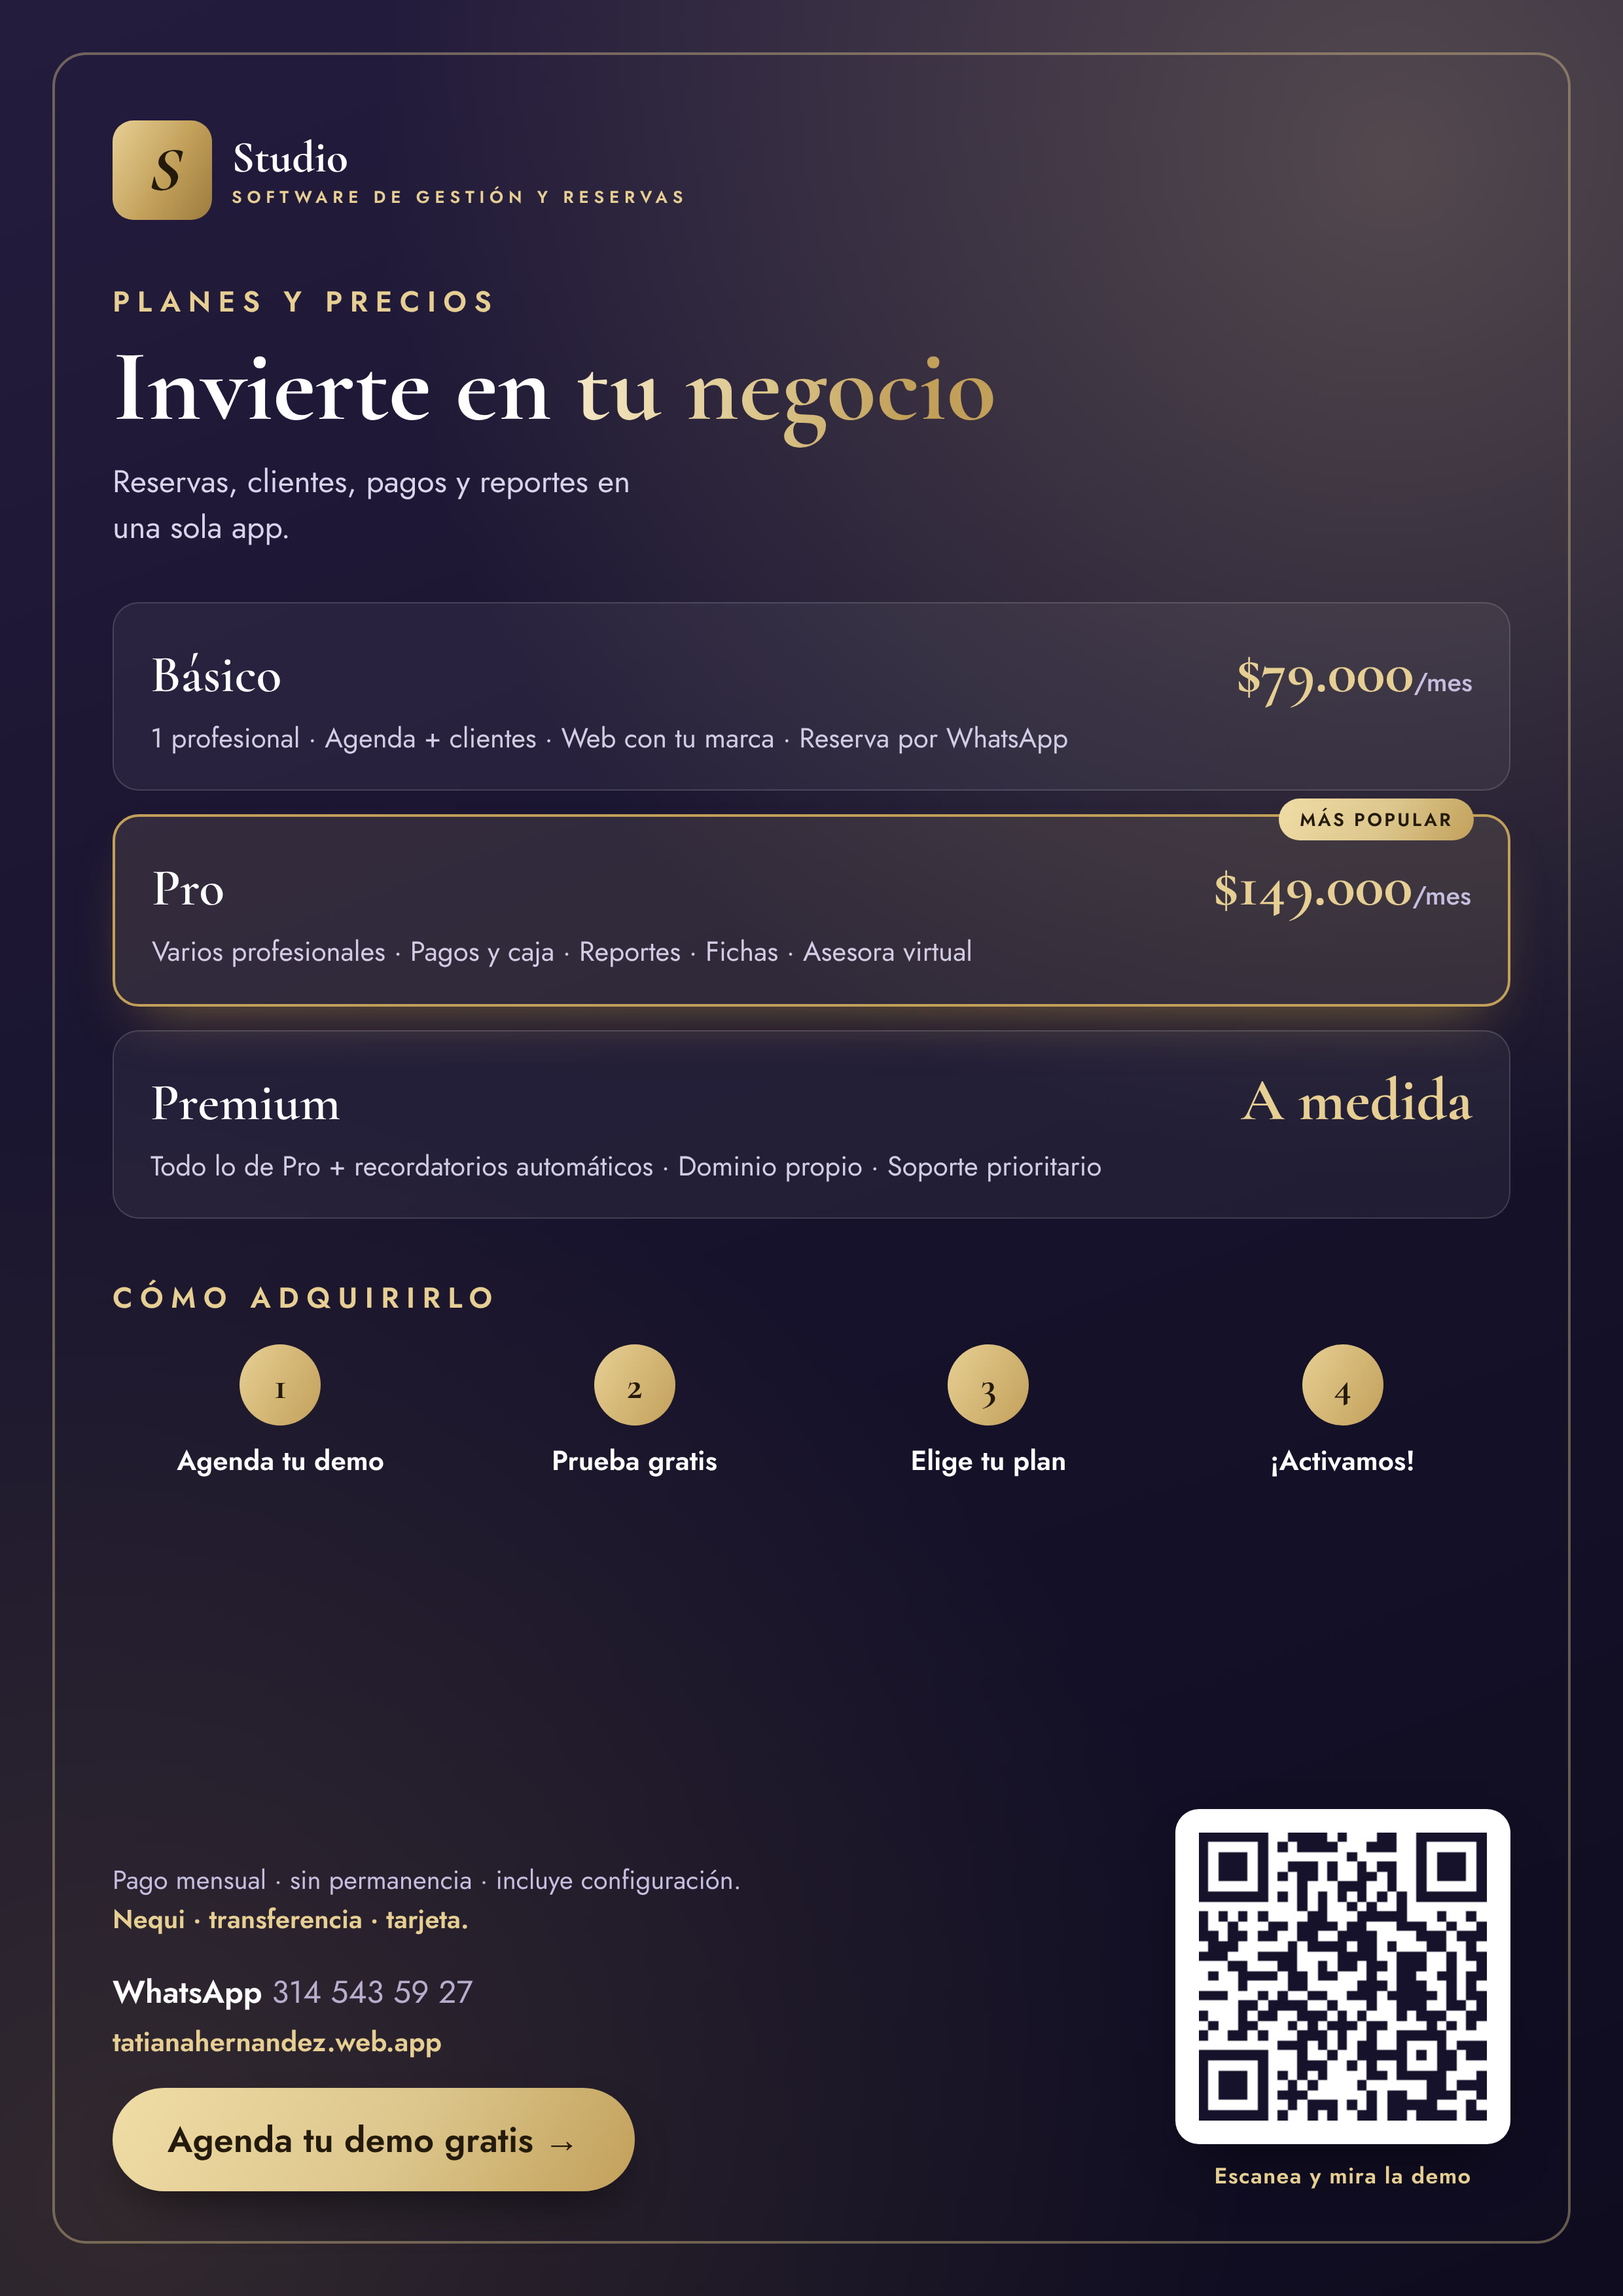 S
Studio
SOFTWARE DE GESTIÓN Y RESERVAS
PLANES Y PRECIOS
Invierte en tu negocio
Reservas, clientes, pagos y reportes en
una sola app.
Básico
$79.000/mes
1 profesional · Agenda + clientes · Web con tu marca · Reserva por WhatsApp
MÁS POPULAR
Pro
$149.000/mes
Varios profesionales · Pagos y caja · Reportes · Fichas · Asesora virtual
Premium
A medida
Todo lo de Pro + recordatorios automáticos · Dominio propio · Soporte prioritario
CÓMO ADQUIRIRLO
1
Agenda tu demo
2
Prueba gratis
3
Elige tu plan
4
¡Activamos!
Pago mensual · sin permanencia · incluye configuración.
Nequi · transferencia · tarjeta.
WhatsApp 314 543 59 27
tatianahernandez.web.app
Agenda tu demo gratis →
Escanea y mira la demo